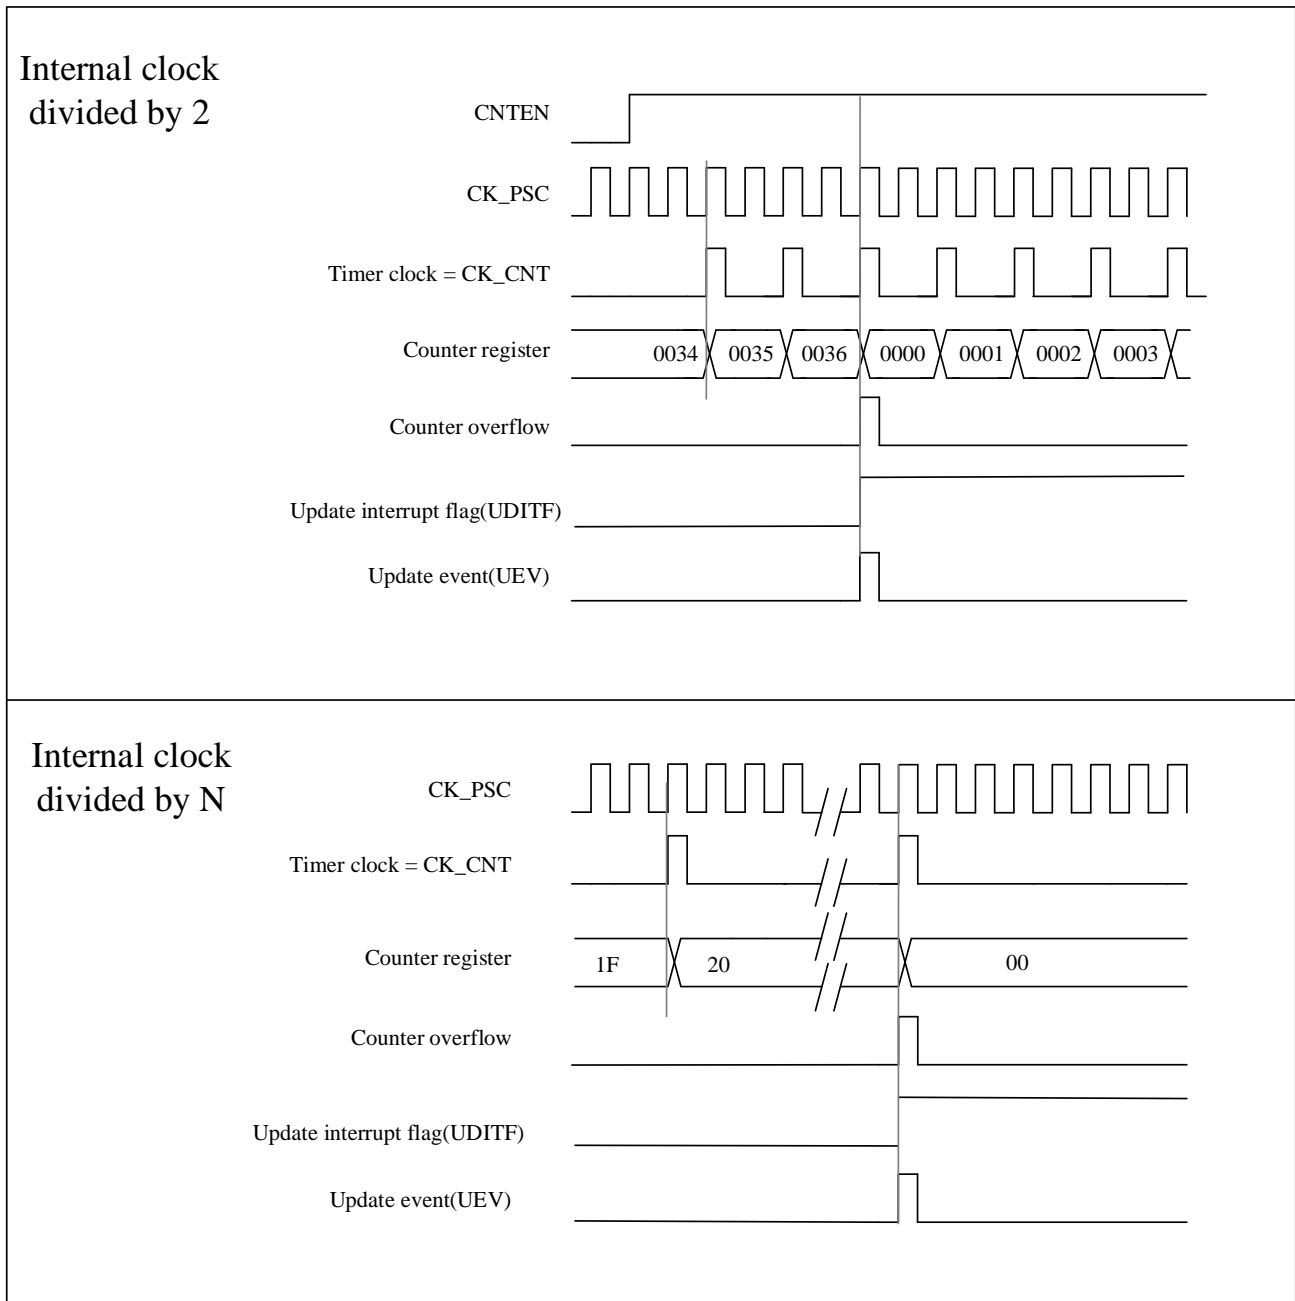 Internal clock
divided by 2
CNTEN
CK_PSC
Timer clock = CK_CNT
Counter register
0034 0035 0036 0000 0001 0002 0003
Counter overflow
Update interrupt flag(UDITF)
Update event(UEV)
Internal clock
divided by N
CK_PSC
Timer clock = CK_CNT
Counter register
1F 20 00
Counter overflow
Update interrupt flag(UDITF)
Update event(UEV)